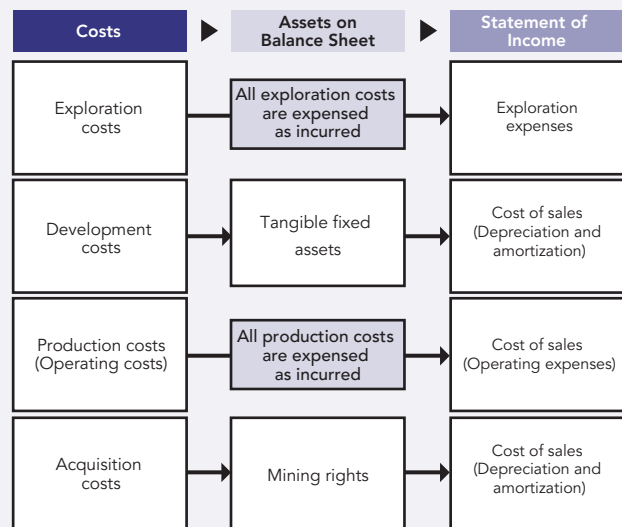 Costs
Assets on
Balance Sheet
Statement of
Income
Exploration
costs
All exploration costs
are expensed
as incurred
Exploration
expenses
Development
costs
Tangible fixed
assets
Cost of sales
(Depreciation and
amortization)
Production costs
(Operating costs)
All production costs
are expensed
as incurred
Cost of sales
(Operating expenses)
Acquisition
costs
Mining rights
Cost of sales
(Depreciation and
amortization)